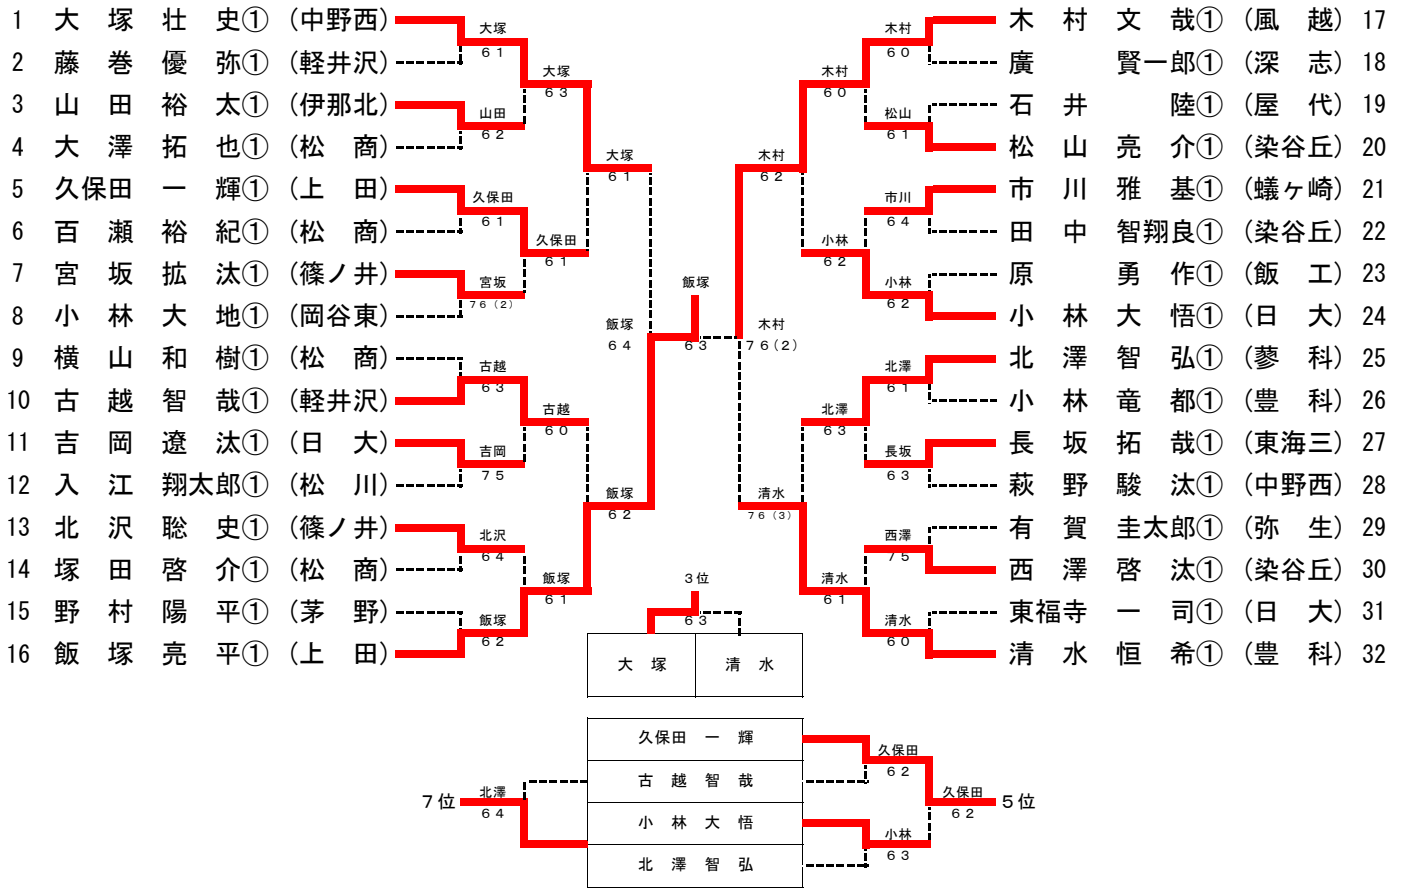 1 大 塚 壮 史① (中野西)
2 藤 巻 優 弥① (軽井沢)
3 山 田 裕 太① (伊那北)
4 大 澤 拓 也① (松 商)
5 久保田 一 輝① (上 田)
6 百 瀬 裕 紀① (松 商)
7 宮 坂 拡 汰① (篠ノ井)
8 小 林 大 地① (岡谷東)
9 横 山 和 樹① (松 商)
10 古 越 智 哉① (軽井沢)
11 吉 岡 遼 汰① (日 大)
12 入 江 翔太郎① (松 川)
13 北 沢 聡 史① (篠ノ井)
14 塚 田 啓 介① (松 商)
15 野 村 陽 平① (茅 野)
16 飯 塚 亮 平① (上 田)
大塚
61
山田
62
久保田
61
宮坂
76(2)
古越
63
吉岡
75
北沢
64
飯塚
62
大塚
63
久保田
61
古越
60
飯塚
61
大塚
61
飯塚
62
飯塚
64
飯塚
63
木村
76(2)
木村
62
清水
76(3)
木村
60
小林
62
北澤
63
清水
61
木村
60
松山
61
市川
64
小林
62
北澤
61
長坂
63
西澤
75
清水
60
木 村 文 哉① (風 越) 17
廣 賢一郎① (深 志) 18
石 井 陸① (屋 代) 19
松 山 亮 介① (染谷丘) 20
市 川 雅 基① (蟻ヶ崎) 21
田 中 智翔良① (染谷丘) 22
原 勇 作① (飯 工) 23
小 林 大 悟① (日 大) 24
北 澤 智 弘① (蓼 科) 25
小 林 竜 都① (豊 科) 26
長 坂 拓 哉① (東海三) 27
萩 野 駿 汰① (中野西) 28
有 賀 圭太郎① (弥 生) 29
西 澤 啓 汰① (染谷丘) 30
東福寺 一 司① (日 大) 31
清 水 恒 希① (豊 科) 32
3位
63
大 塚 清 水
久保田 一 輝
古 越 智 哉
小 林 大 悟
北 澤 智 弘
7位
北澤
64
久保田
62
小林
63
久保田
62
5位